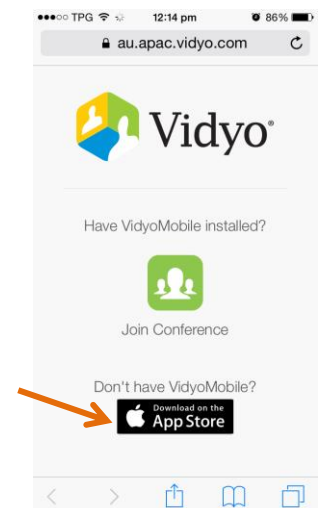 TPG 12:14 pm 86%
au.apac.vidyo.com
Vidyo®
Have VidyoMobile installed?
Join Conference
Don't have VidyoMobile?
Download on the
App Store